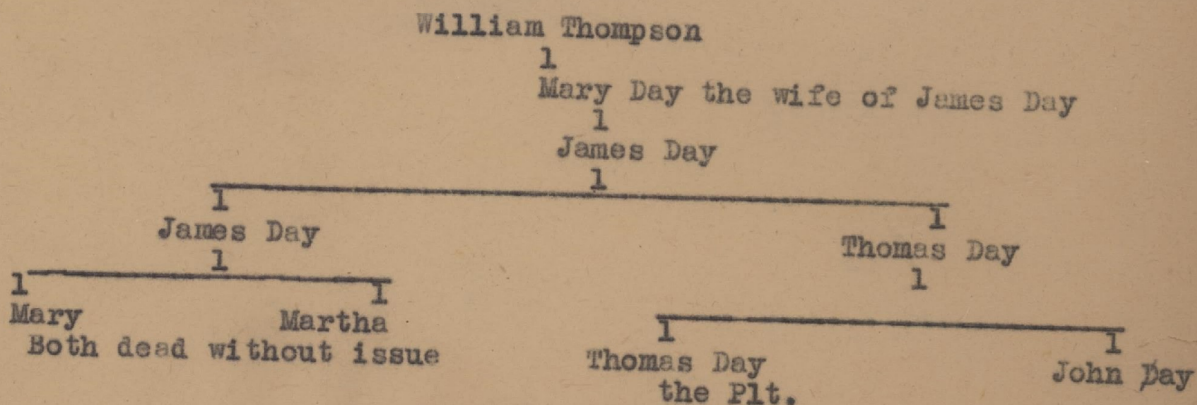 William Thompson
1
Mary Day the wife of James Day
1
James Day
1
1 1
James Day Thomas Day
1 1
1 1
Mary Martha
Both dead without issue
1 1
Thomas Day John Day
the Plt.